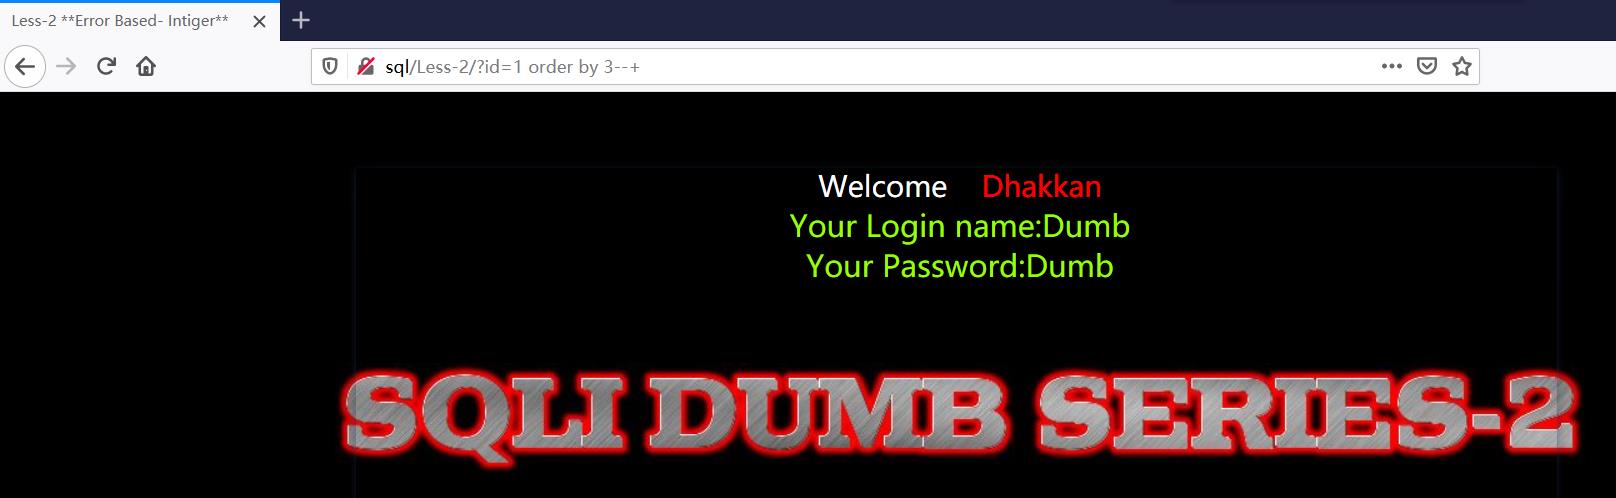 Less-2 **Error Based- Intiger**
sql/Less-2/?id=1 order by 3--+
Welcome Dhakkan
Your Login name:Dumb
Your Password:Dumb
SQLI DUMB SERIES-2